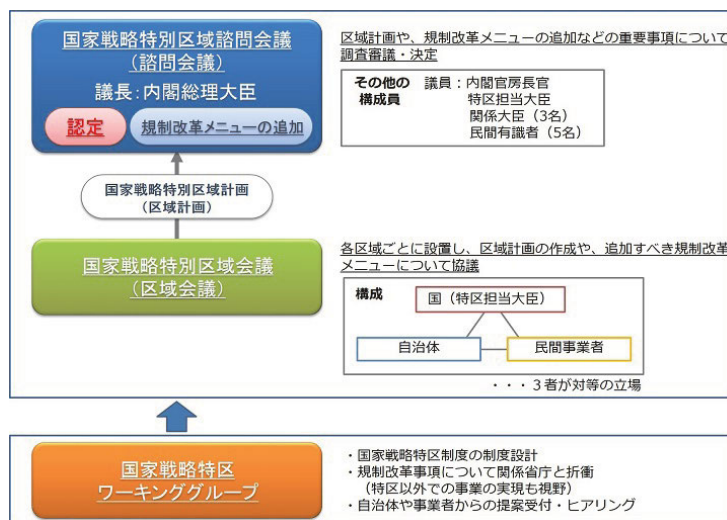 国家戦略特別区域諮問会議
(諮問会議)
議長:内閣総理大臣
認定
規制改革メニューの追加
区域計画や、規制改革メニューの追加などの重要事項について
調査審議・決定
その他の 議員:内閣官房長官
構成員 特区担当大臣
関係大臣(3名)
民間有識者(5名)
国家戦略特別区域計画
(区域計画)
国家戦略特別区域会議
(区域会議)
各区域ごとに設置し、区域計画の作成や、追加すべき規制改革
メニューについて協議
構成
国(特区担当大臣)
自治体
民間事業者
・・・3者が対等の立場
国家戦略特区
ワーキンググループ
・国家戦略特区制度の制度設計
・規制改革事項について関係省庁と折衝
(特区以外での事業の実現も視野)
・自治体や事業者からの提案受付・ヒアリング